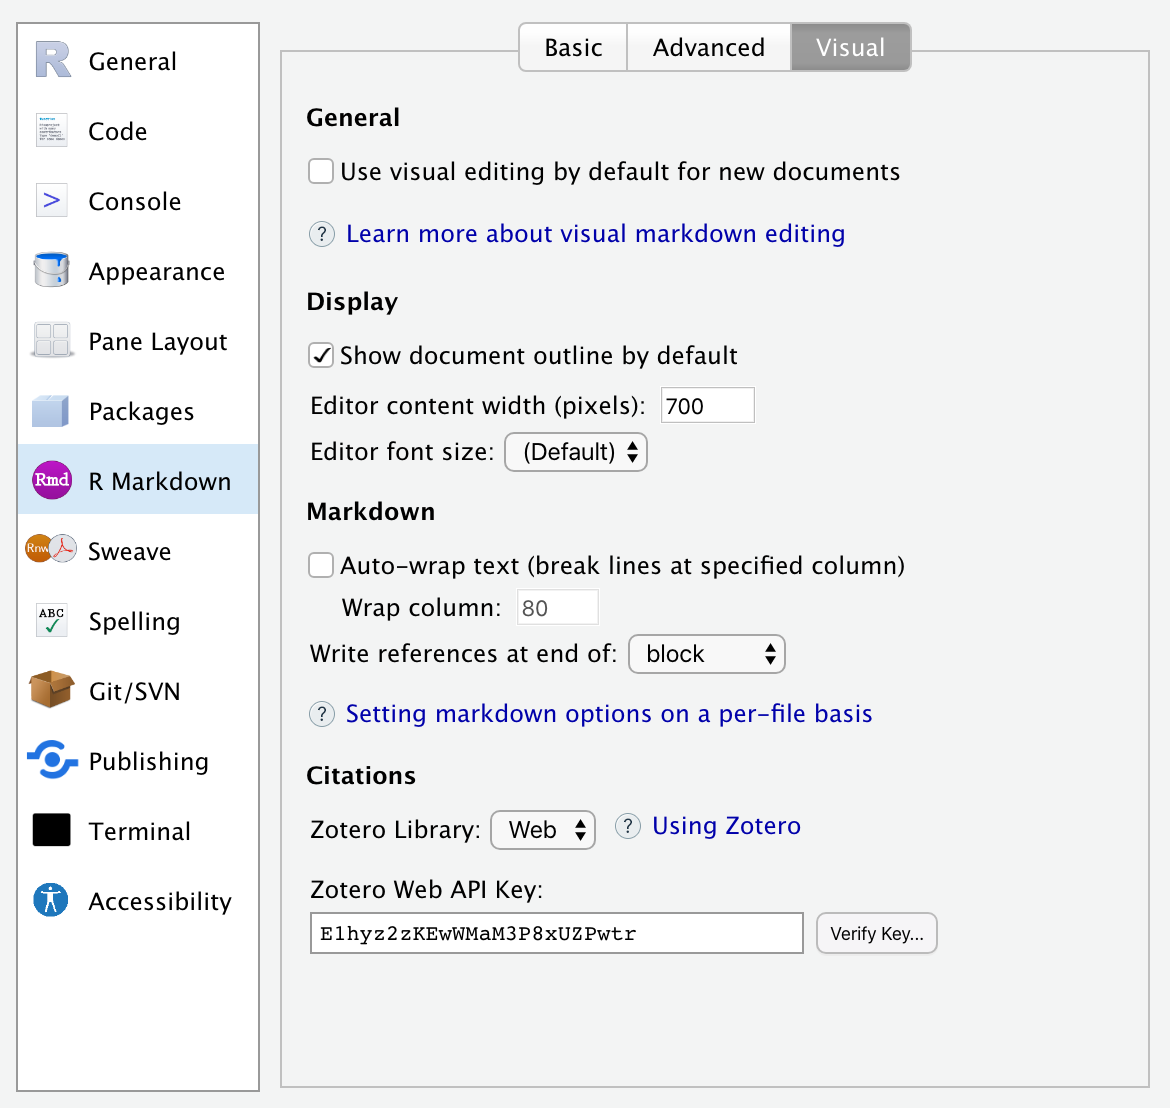 General
Code
Console
Appearance
Pane Layout
Packages
Rmd R Markdown
Rnw Sweave
ABC Spelling
Git/SVN
Publishing
Terminal
Accessibility
Basic Advanced Visual
General
Use visual editing by default for new documents
? Learn more about visual markdown editing
Display
Show document outline by default
Editor content width (pixels): 700
Editor font size: (Default)
Markdown
Auto-wrap text (break lines at specified column)
Wrap column: 80
Write references at end of: block
? Setting markdown options on a per-file basis
Citations
Zotero Library: Web ? Using Zotero
Zotero Web API Key:
E1hyz2zKEwWMaM3P8xUZPwtr Verify Key...